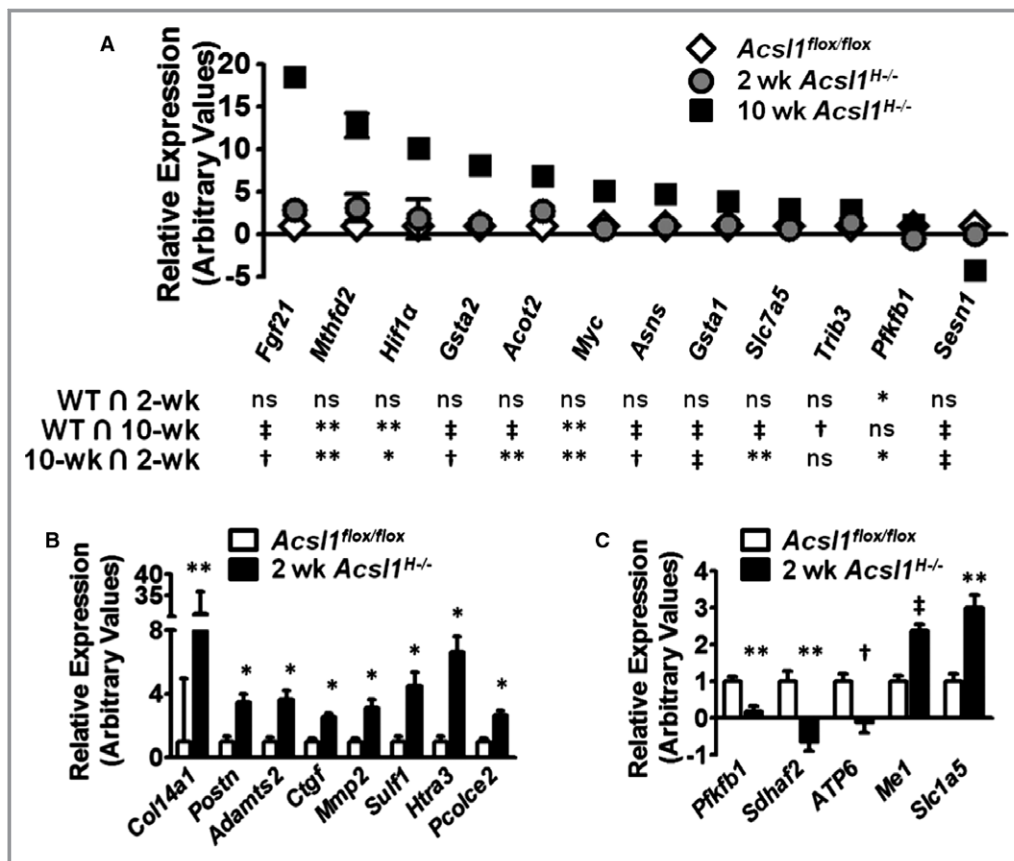 A
Acsl1flox/flox
2 wk Acsl1H-/-
10 wk Acsl1H-/-
Relative Expression
(Arbitrary Values)
20
15
10
5
0
-5
Fgf21 Mthfd2 Hif1α Gsta2 Acot2 Myc Asns Gsta1 Slc7a5 Trib3 Pfkfb1 Sesn1
WT ∩ 2-wk ns ns ns ns ns ns ns ns ns ns * ns
WT ∩ 10-wk ‡ ** ** ‡ ‡ ** ‡ ‡ ‡ † ns ‡
10-wk ∩ 2-wk † ** * † ** ** † ‡ ** ns * ‡
B
Acsl1flox/flox
2 wk Acsl1H-/-
Relative Expression
(Arbitrary Values)
40
35
8
4
0
** * * * * * * *
Col14a1 Postn Adamts2 Ctgf Mmp2 Sulf1 Htra3 Pcolce2
C
Acsl1flox/flox
2 wk Acsl1H-/-
Relative Expression
(Arbitrary Values)
4
3
2
1
0
-1
** ** † ‡ **
Pfkfb1 Sdhaf2 ATP6 Me1 Slc1a5